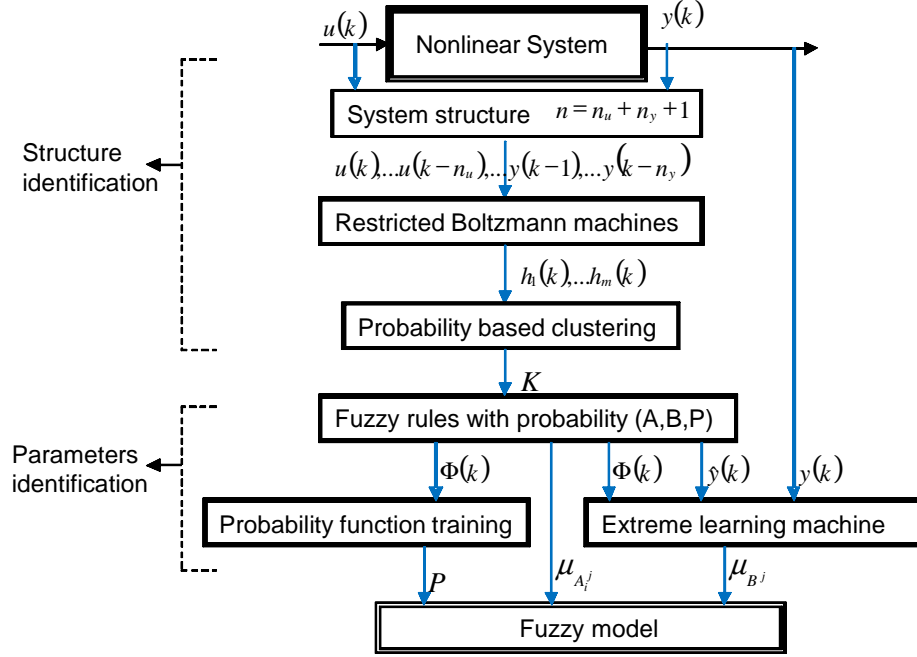 u(k)
Nonlinear System
y(k)
System structure n = n_u + n_y + 1
Structure
identification
u(k),...u(k−n_u),...y(k−1),...y(k−n_y)
Restricted Boltzmann machines
h_1(k),...h_m(k)
Probability based clustering
K
Fuzzy rules with probability (A,B,P)
Parameters
identification
Φ(k)
Φ(k)
ŷ(k)
y(k)
Probability function training
Extreme learning machine
P
μ_{A_i^j}
μ_{B^j}
Fuzzy model